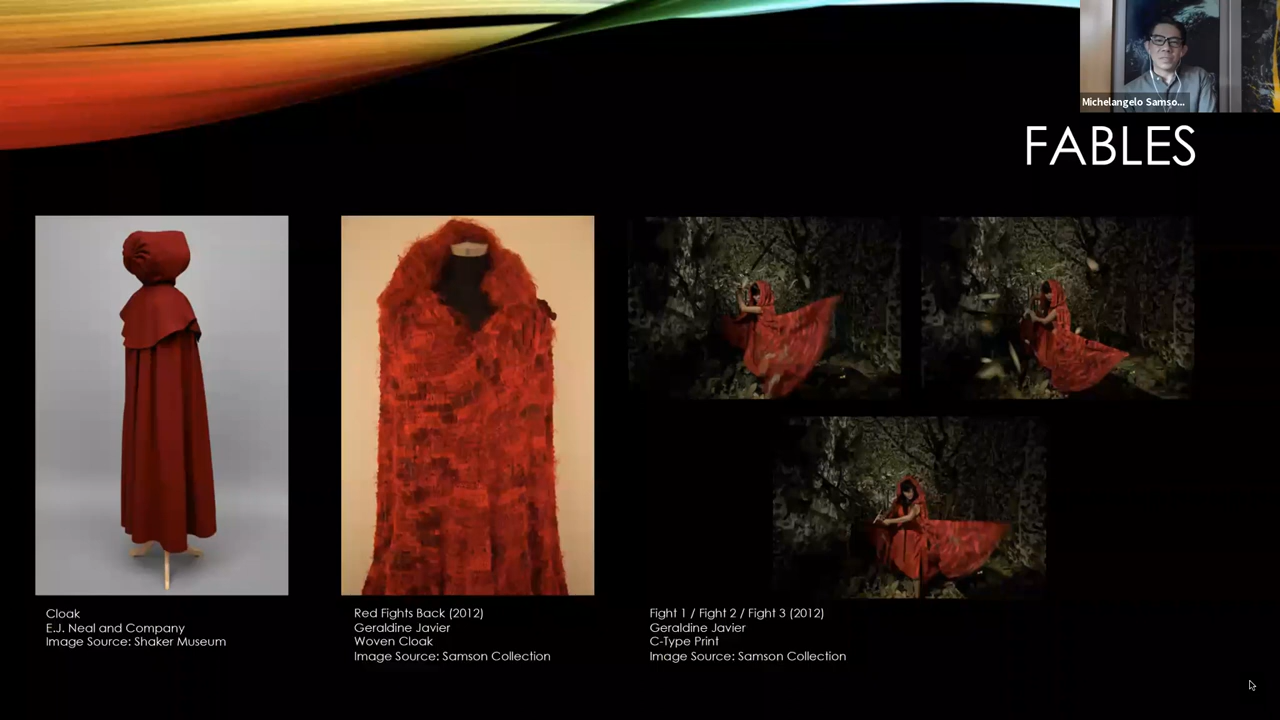 Michelangelo Samso...
FABLES
Cloak
E.J. Neal and Company
Image Source: Shaker Museum
Red Fights Back (2012)
Geraldine Javier
Woven Cloak
Image Source: Samson Collection
Fight 1 / Fight 2 / Fight 3 (2012)
Geraldine Javier
C-Type Print
Image Source: Samson Collection